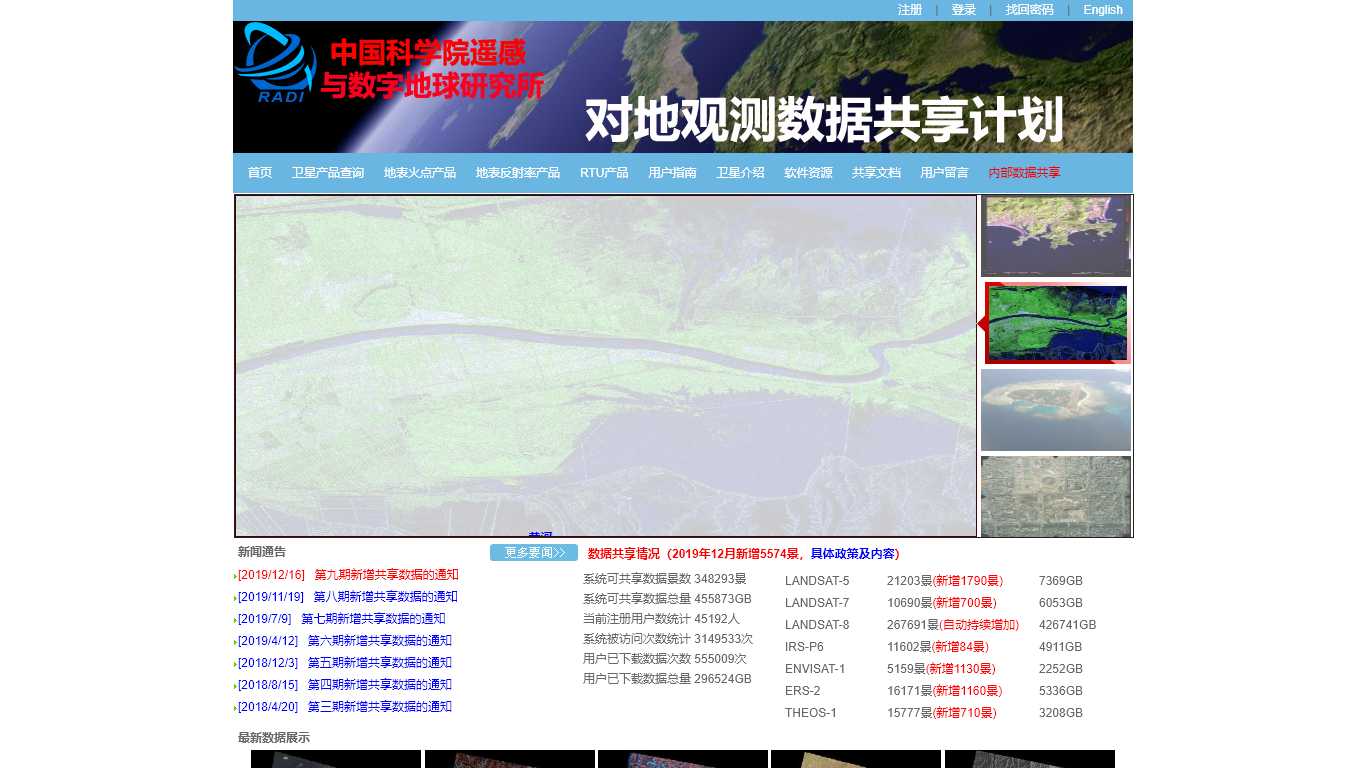 注册 | 登录 | 找回密码 | English
RADI
中国科学院遥感
与数字地球研究所
对地观测数据共享计划
首页 卫星产品查询 地表火点产品 地表反射率产品 RTU产品 用户指南 卫星介绍 软件资源 共享文档 用户留言 内部数据共享
新闻通告 更多要闻>>
[2019/12/16] 第九期新增共享数据的通知
[2019/11/19] 第八期新增共享数据的通知
[2019/7/9] 第七期新增共享数据的通知
[2019/4/12] 第六期新增共享数据的通知
[2018/12/3] 第五期新增共享数据的通知
[2018/8/15] 第四期新增共享数据的通知
[2018/4/20] 第三期新增共享数据的通知
数据共享情况（2019年12月新增5574景，具体政策及内容）
系统可共享数据景数 348293景
系统可共享数据总量 455873GB
当前注册用户数统计 45192人
系统被访问次数统计 3149533次
用户已下载数据次数 555009次
用户已下载数据总量 296524GB
LANDSAT-5 21203景(新增1790景) 7369GB
LANDSAT-7 10690景(新增700景) 6053GB
LANDSAT-8 267691景(自动持续增加) 426741GB
IRS-P6 11602景(新增84景) 4911GB
ENVISAT-1 5159景(新增1130景) 2252GB
ERS-2 16171景(新增1160景) 5336GB
THEOS-1 15777景(新增710景) 3208GB
最新数据展示